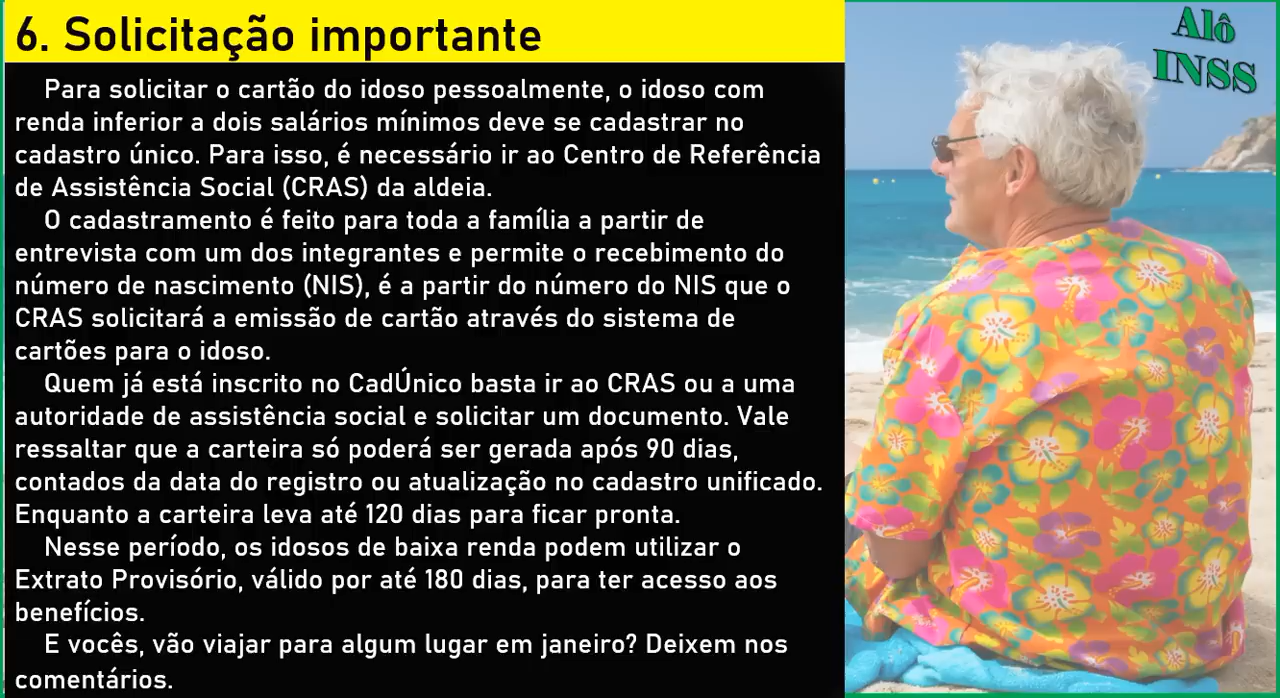 6. Solicitação importante
Alô
INSS
Para solicitar o cartão do idoso pessoalmente, o idoso com
renda inferior a dois salários mínimos deve se cadastrar no
cadastro único. Para isso, é necessário ir ao Centro de Referência
de Assistência Social (CRAS) da aldeia.
O cadastramento é feito para toda a família a partir de
entrevista com um dos integrantes e permite o recebimento do
número de nascimento (NIS), é a partir do número do NIS que o
CRAS solicitará a emissão de cartão através do sistema de
cartões para o idoso.
Quem já está inscrito no CadÚnico basta ir ao CRAS ou a uma
autoridade de assistência social e solicitar um documento. Vale
ressaltar que a carteira só poderá ser gerada após 90 dias,
contados da data do registro ou atualização no cadastro unificado.
Enquanto a carteira leva até 120 dias para ficar pronta.
Nesse período, os idosos de baixa renda podem utilizar o
Extrato Provisório, válido por até 180 dias, para ter acesso aos
benefícios.
E vocês, vão viajar para algum lugar em janeiro? Deixem nos
comentários.